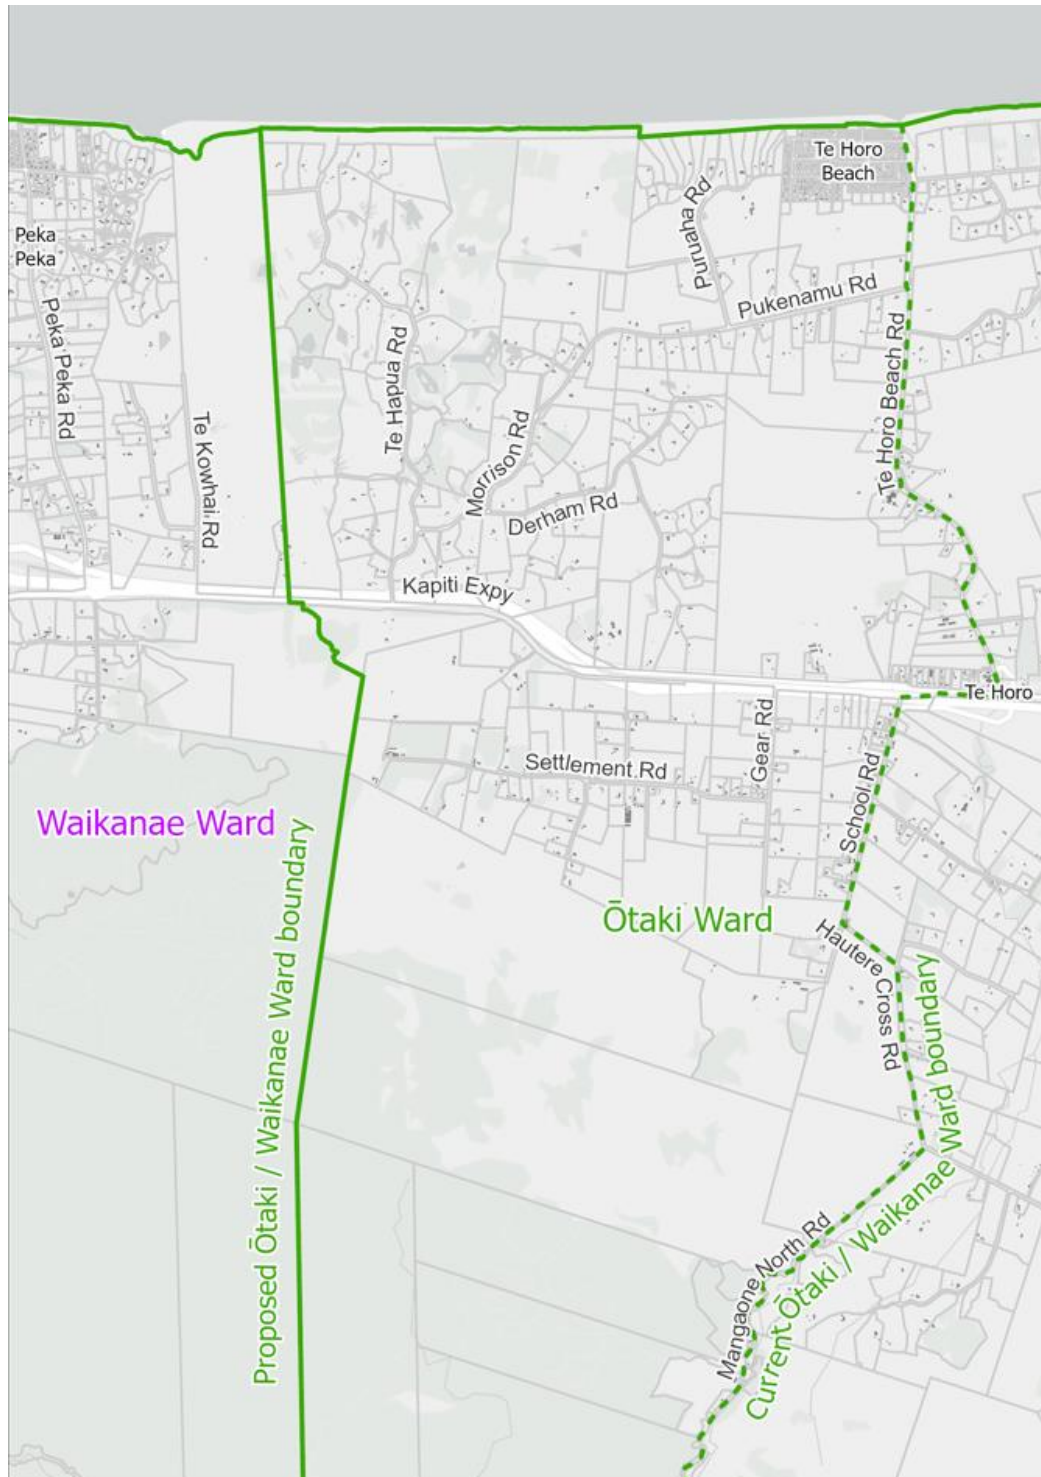 Te Horo
Beach
Peka
Peka
Puruaha Rd
Pukenamu Rd
Peka Peka Rd
Te Kowhai Rd
Te Hapua Rd
Morrison Rd
Derham Rd
Te Horo Beach Rd
Kapiti Expy
Te Horo
Gear Rd
Settlement Rd
School Rd
Waikanae Ward
Ōtaki Ward
Hautere Cross Rd
Proposed Ōtaki / Waikanae Ward boundary
Current Ōtaki / Waikanae Ward boundary
Mangaone North Rd